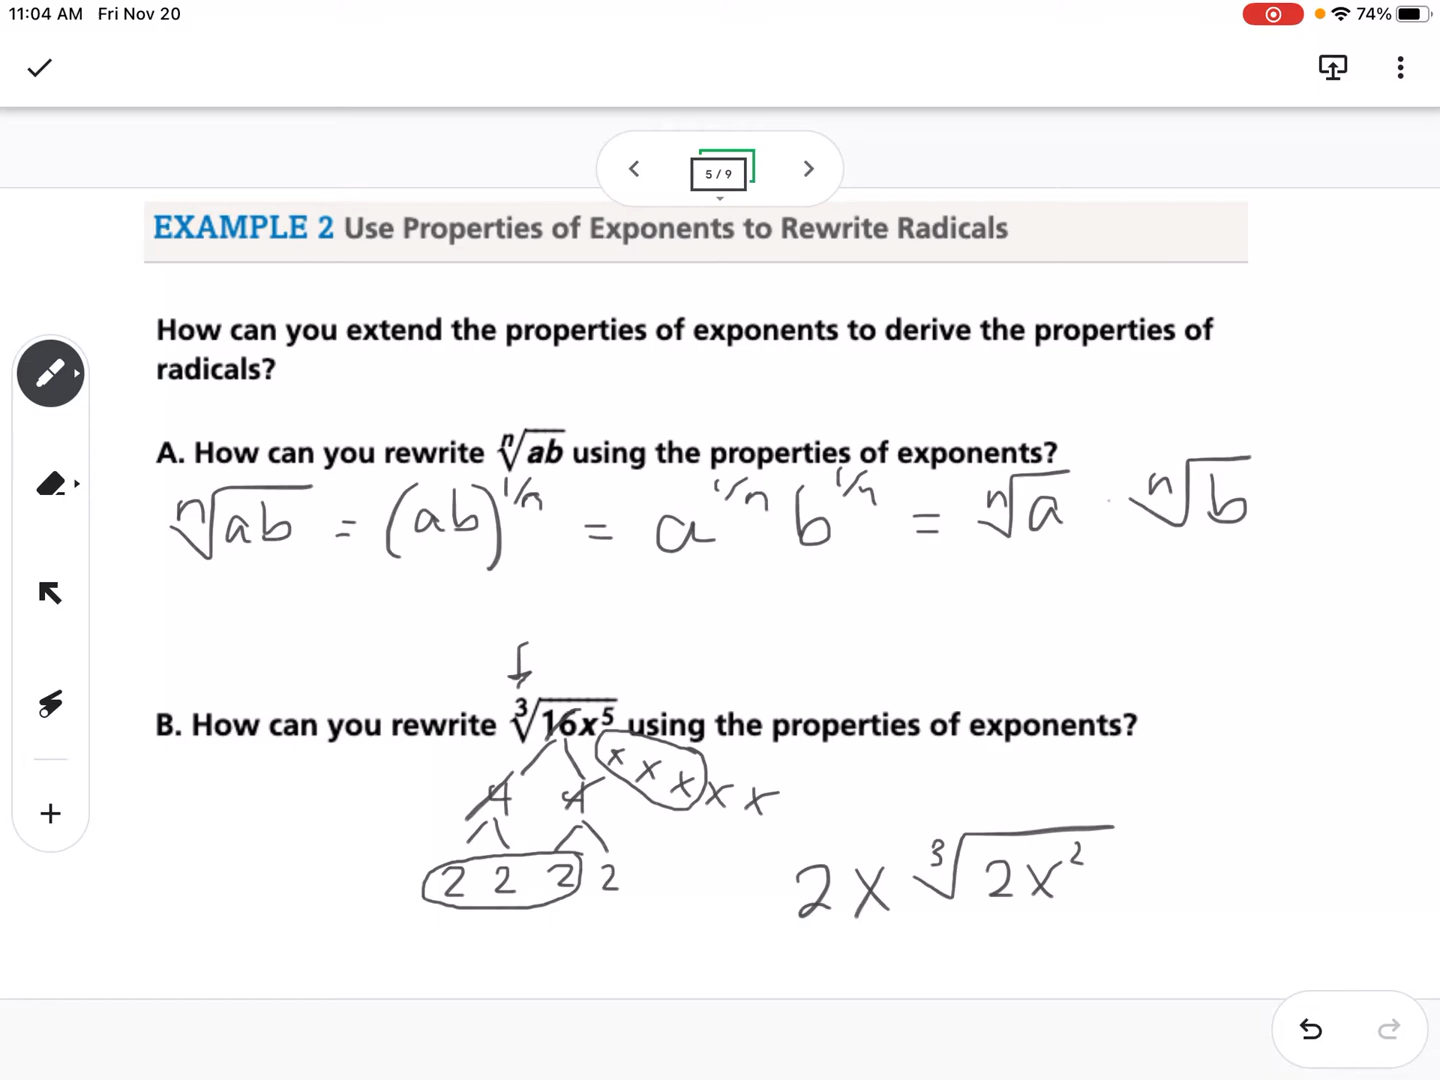 11:04 AM Fri Nov 20
74%
5 / 9
EXAMPLE 2 Use Properties of Exponents to Rewrite Radicals
How can you extend the properties of exponents to derive the properties of
radicals?
A. How can you rewrite ⁿ√ab using the properties of exponents?
ⁿ√ab = (ab)^1/n = a^1/n b^1/n = ⁿ√a · ⁿ√b
B. How can you rewrite ³√16x⁵ using the properties of exponents?
x x x x x
4 4
2 2 2 2
2x ³√2x²